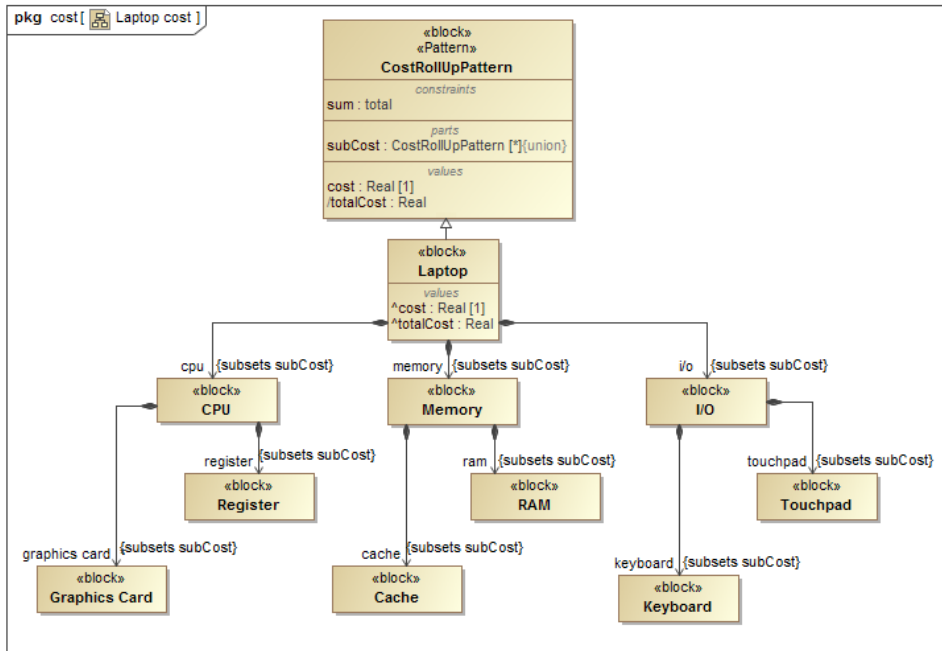 pkg cost[ Laptop cost ]
«block»
«Pattern»
CostRollUpPattern
constraints
sum : total
parts
subCost : CostRollUpPattern [*]{union}
values
cost : Real [1]
/totalCost : Real
«block»
Laptop
values
^cost : Real [1]
^totalCost : Real
cpu {subsets subCost}
memory {subsets subCost}
i/o {subsets subCost}
«block»
CPU
«block»
Memory
«block»
I/O
register {subsets subCost}
ram {subsets subCost}
touchpad {subsets subCost}
«block»
Register
«block»
RAM
«block»
Touchpad
graphics card {subsets subCost}
cache {subsets subCost}
keyboard {subsets subCost}
«block»
Graphics Card
«block»
Cache
«block»
Keyboard